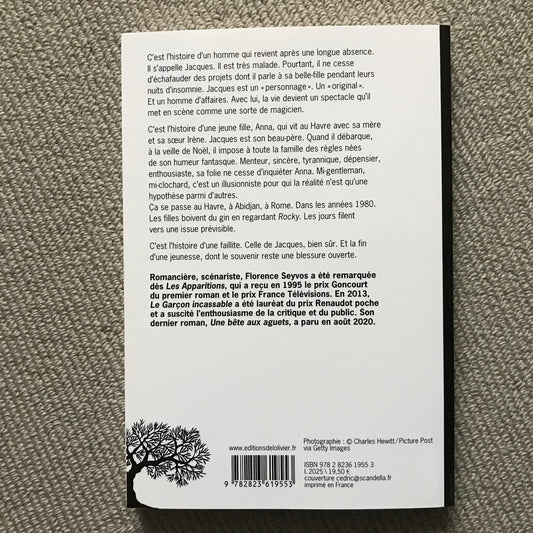 C'est l'histoire d'un homme qui revient après une longue absence.
Il s'appelle Jacques. Il est très malade. Pourtant, il ne cesse
d'échafauder des projets dont il parle à sa belle-fille pendant leurs
nuits d'insomnie. Jacques est un « personnage ». Un « original ».
Et un homme d'affaires. Avec lui, la vie devient un spectacle qu'il
met en scène comme une sorte de magicien.
C'est l'histoire d'une jeune fille, Anna, qui vit au Havre avec sa mère
et sa sœur Irène. Jacques est son beau-père. Quand il débarque,
à la veille de Noël, il impose à toute la famille des règles nées
de son humeur fantasque. Menteur, sincère, tyrannique, dépensier,
enthousiaste, sa folie ne cesse d'inquiéter Anna. Mi-gentleman,
mi-clochard, c'est un illusionniste pour qui la réalité n'est qu'une
hypothèse parmi d'autres.
Ça se passe au Havre, à Abidjan, à Rome. Dans les années 1980.
Les filles boivent du gin en regardant Rocky. Les jours filent
vers une issue prévisible.
C'est l'histoire d'une faillite. Celle de Jacques, bien sûr. Et la fin
d'une jeunesse, dont le souvenir reste une blessure ouverte.
Romancière, scénariste, Florence Seyvos a été remarquée
dès Les Apparitions, qui a reçu en 1995 le prix Goncourt
du premier roman et le prix France Télévisions. En 2013,
Le Garçon incassable a été lauréat du prix Renaudot poche
et a suscité l'enthousiasme de la critique et du public. Son
dernier roman, Une bête aux aguets, a paru en août 2020.
www.editionsdelolivier.fr
Photographie : © Charles Hewitt / Picture Post
via Getty Images
ISBN 978 2 8236 1955 3
I. 2025 \ 19,50 €
couverture cedric@scandella.fr
imprimé en France
9 782823 619553